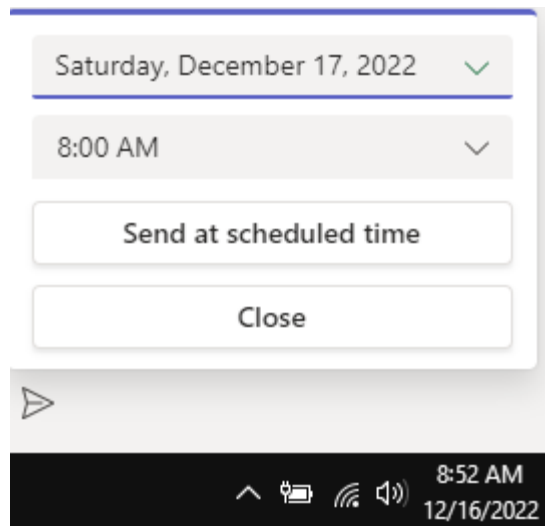 Saturday, December 17, 2022
8:00 AM
Send at scheduled time
Close
8:52 AM
12/16/2022